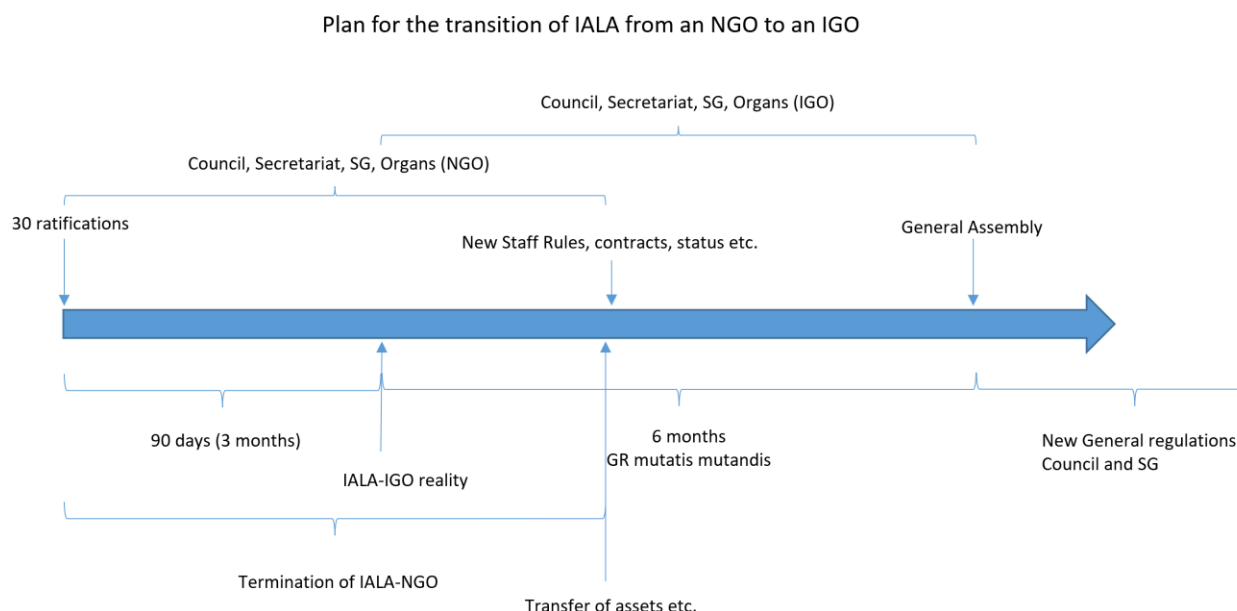 Plan for the transition of IALA from an NGO to an IGO
Council, Secretariat, SG, Organs (IGO)
Council, Secretariat, SG, Organs (NGO)
30 ratifications
New Staff Rules, contracts, status etc.
General Assembly
90 days (3 months)
6 months
GR mutatis mutandis
New General regulations
Council and SG
IALA-IGO reality
Termination of IALA-NGO
Transfer of assets etc.